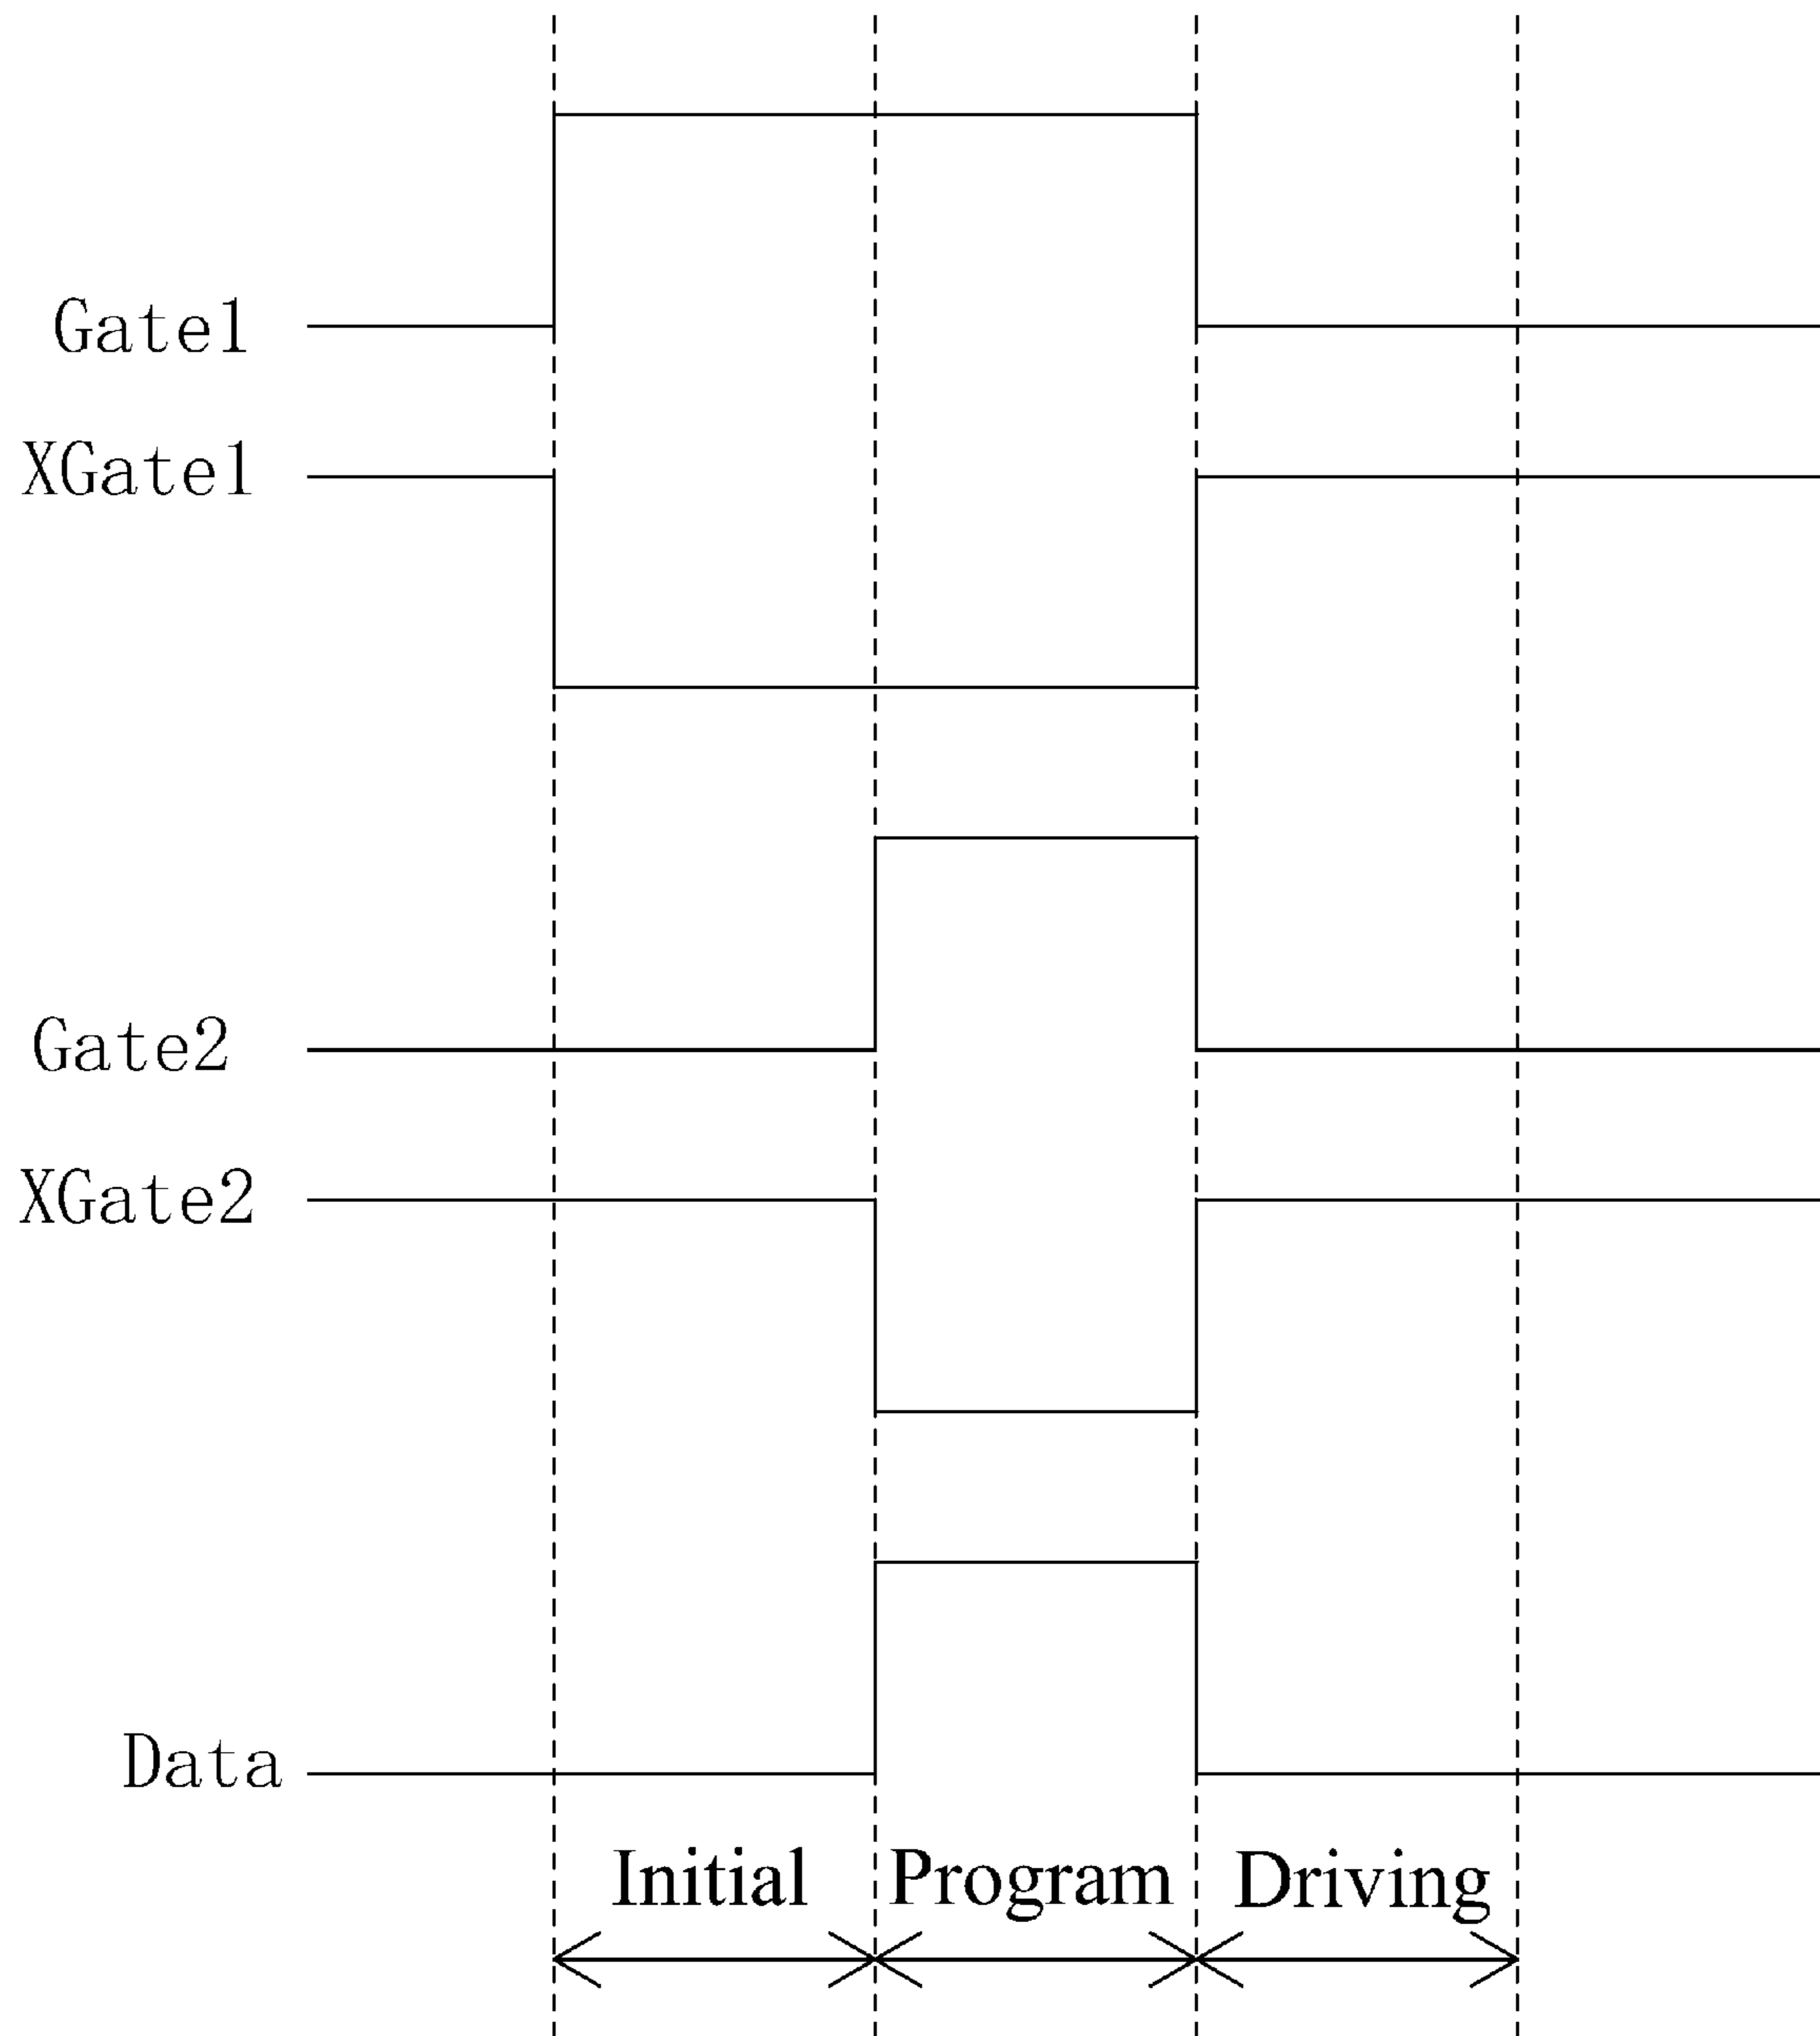 Gate1
XGate1
Gate2
XGate2
Data
Initial Program Driving